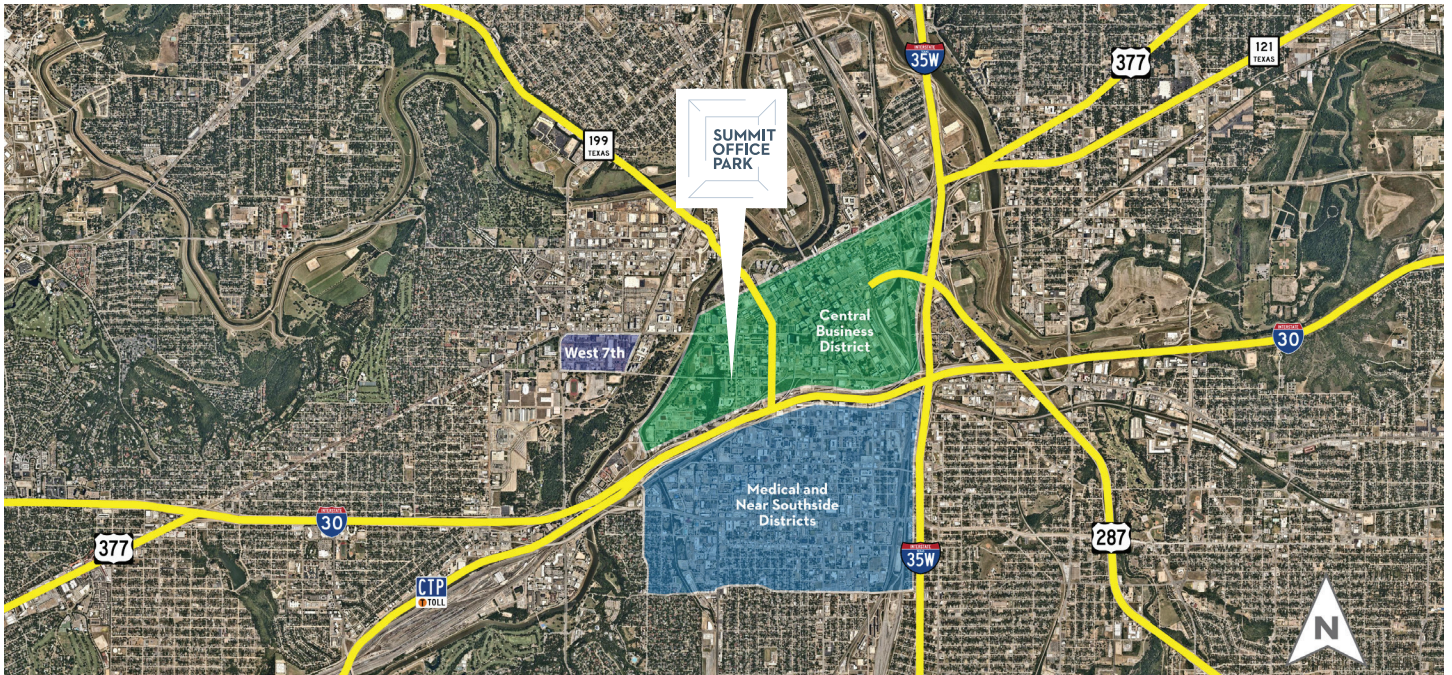 INTERSTATE
35W
377
121
TEXAS
199
TEXAS
SUMMIT
OFFICE
PARK
Central
Business
District
West 7th
INTERSTATE
30
Medical and
Near Southside
Districts
INTERSTATE
30
377
287
INTERSTATE
35W
CTP
T TOLL
N